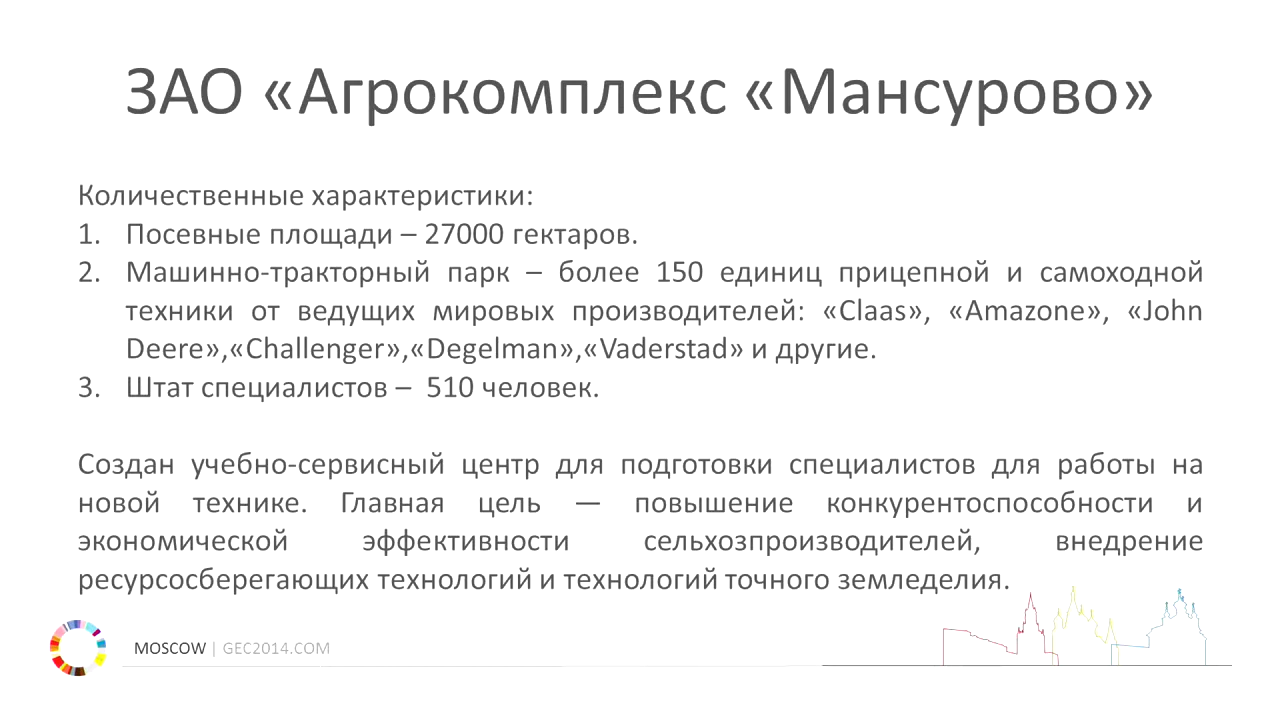 ЗАО «Агрокомплекс «Мансурово»
Количественные характеристики:
1. Посевные площади – 27000 гектаров.
2. Машинно-тракторный парк – более 150 единиц прицепной и самоходной
техники от ведущих мировых производителей: «Claas», «Amazone», «John
Deere»,«Challenger»,«Degelman»,«Vaderstad» и другие.
3. Штат специалистов – 510 человек.
Создан учебно-сервисный центр для подготовки специалистов для работы на
новой технике. Главная цель — повышение конкурентоспособности и
экономической эффективности сельхозпроизводителей, внедрение
ресурсосберегающих технологий и технологий точного земледелия.
MOSCOW | GEC2014.COM